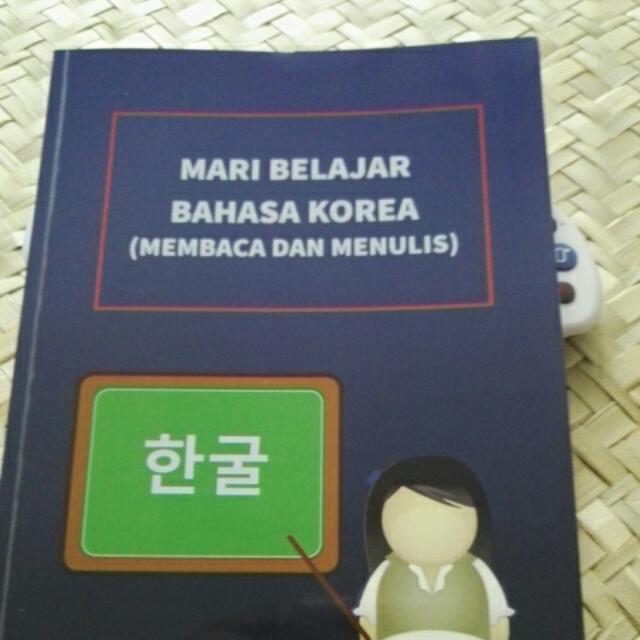 MARI BELAJAR
BAHASA KOREA
(MEMBACA DAN MENULIS)
한굴